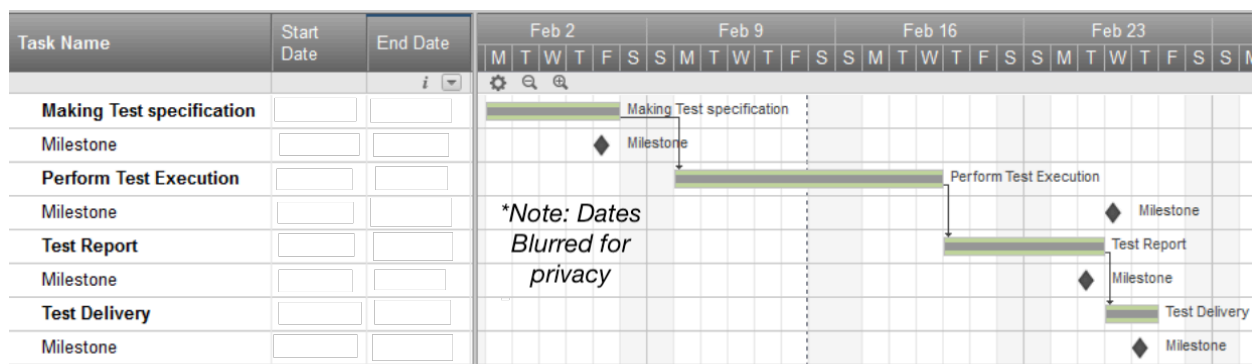 Task Name Start Date End Date Feb 2 Feb 9 Feb 16 Feb 23
M T W T F S S M T W T F S S M T W T F S S M T W T F S S M
i
Making Test specification Making Test specification
Milestone Milestone
Perform Test Execution Perform Test Execution
Milestone *Note: Dates Milestone
Test Report Blurred for Test Report
Milestone privacy Milestone
Test Delivery Test Delivery
Milestone Milestone